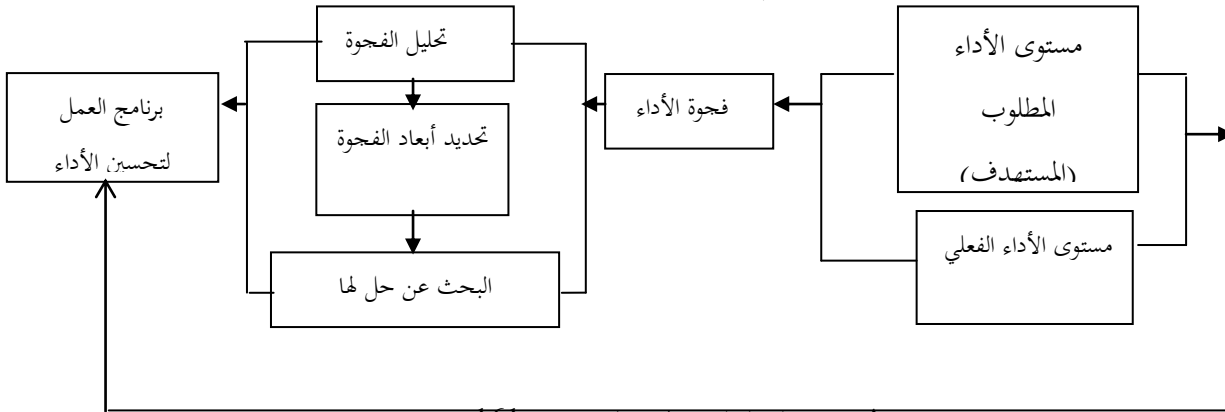 مستوى الأداء
المطلوب
(المستهدف)
مستوى الأداء الفعلي
فجوة الأداء
تحليل الفجوة
تحديد أبعاد الفجوة
البحث عن حل لها
برنامج العمل
لتحسين الأداء